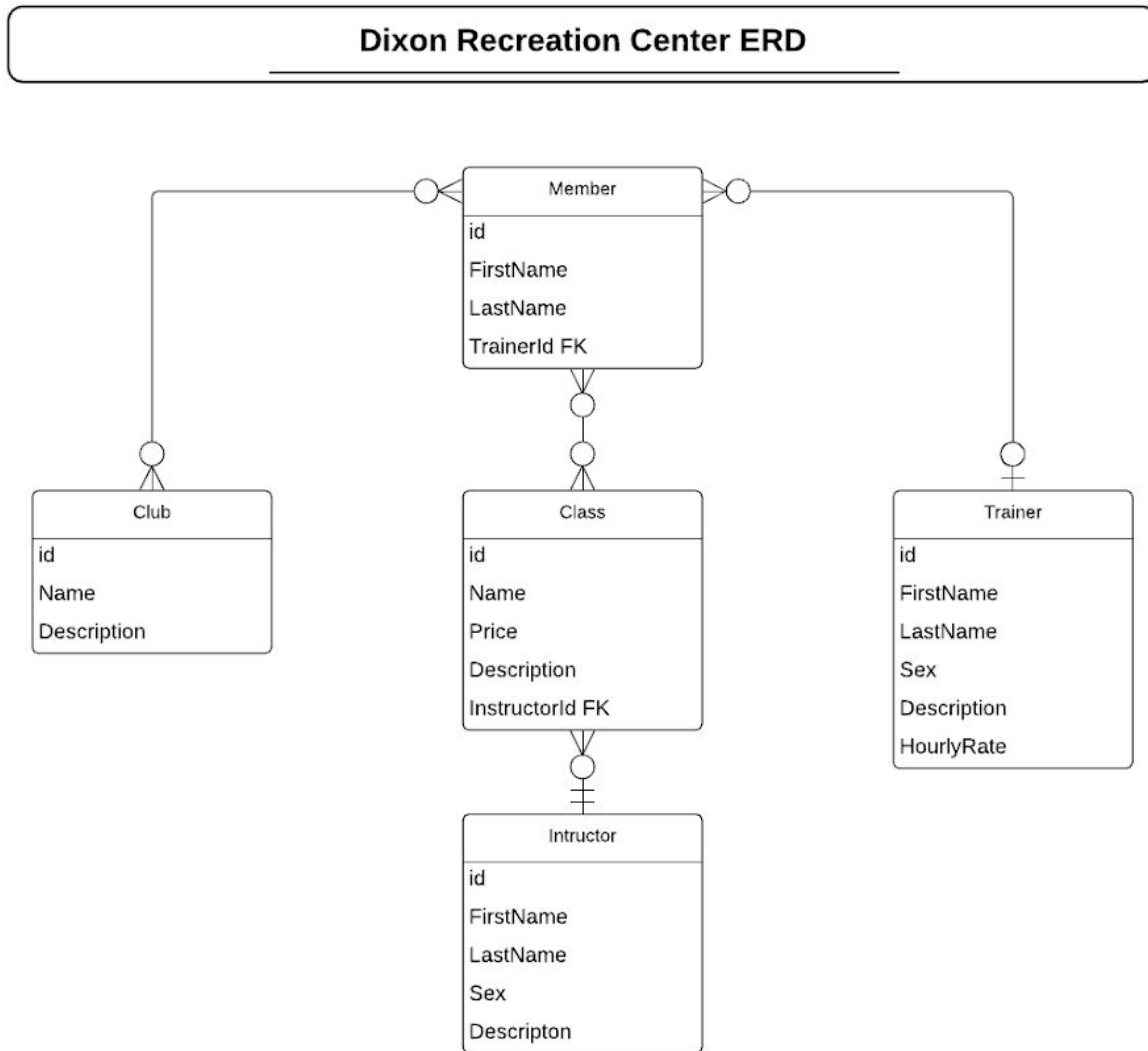 Dixon Recreation Center ERD
Member
id
FirstName
LastName
TrainerId FK
Club
id
Name
Description
Class
id
Name
Price
Description
InstructorId FK
Trainer
id
FirstName
LastName
Sex
Description
HourlyRate
Intructor
id
FirstName
LastName
Sex
Descripton